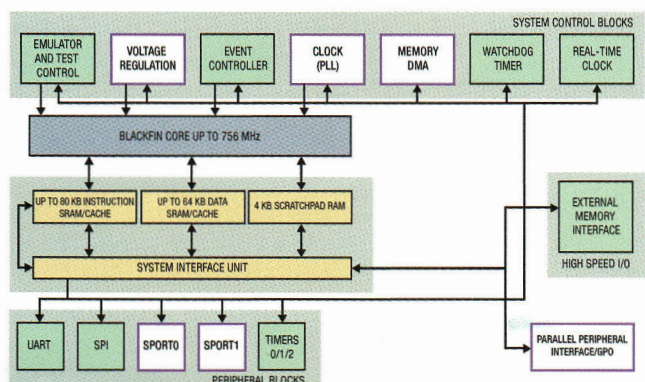 SYSTEM CONTROL BLOCKS
EMULATOR
AND TEST
CONTROL
VOLTAGE
REGULATION
EVENT
CONTROLLER
CLOCK
(PLL)
MEMORY
DMA
WATCHDOG
TIMER
REAL-TIME
CLOCK
BLACKFIN CORE UP TO 756 MHz
UP TO 80 KB INSTRUCTION
SRAM/CACHE
UP TO 64 KB DATA
SRAM/CACHE
4 KB SCRATCHPAD RAM
EXTERNAL
MEMORY
INTERFACE
HIGH SPEED I/O
SYSTEM INTERFACE UNIT
UART
SPI
SPORT0
SPORT1
TIMERS
0/1/2
PERIPHERAL BLOCKS
PARALLEL PERIPHERAL
INTERFACE/GPO